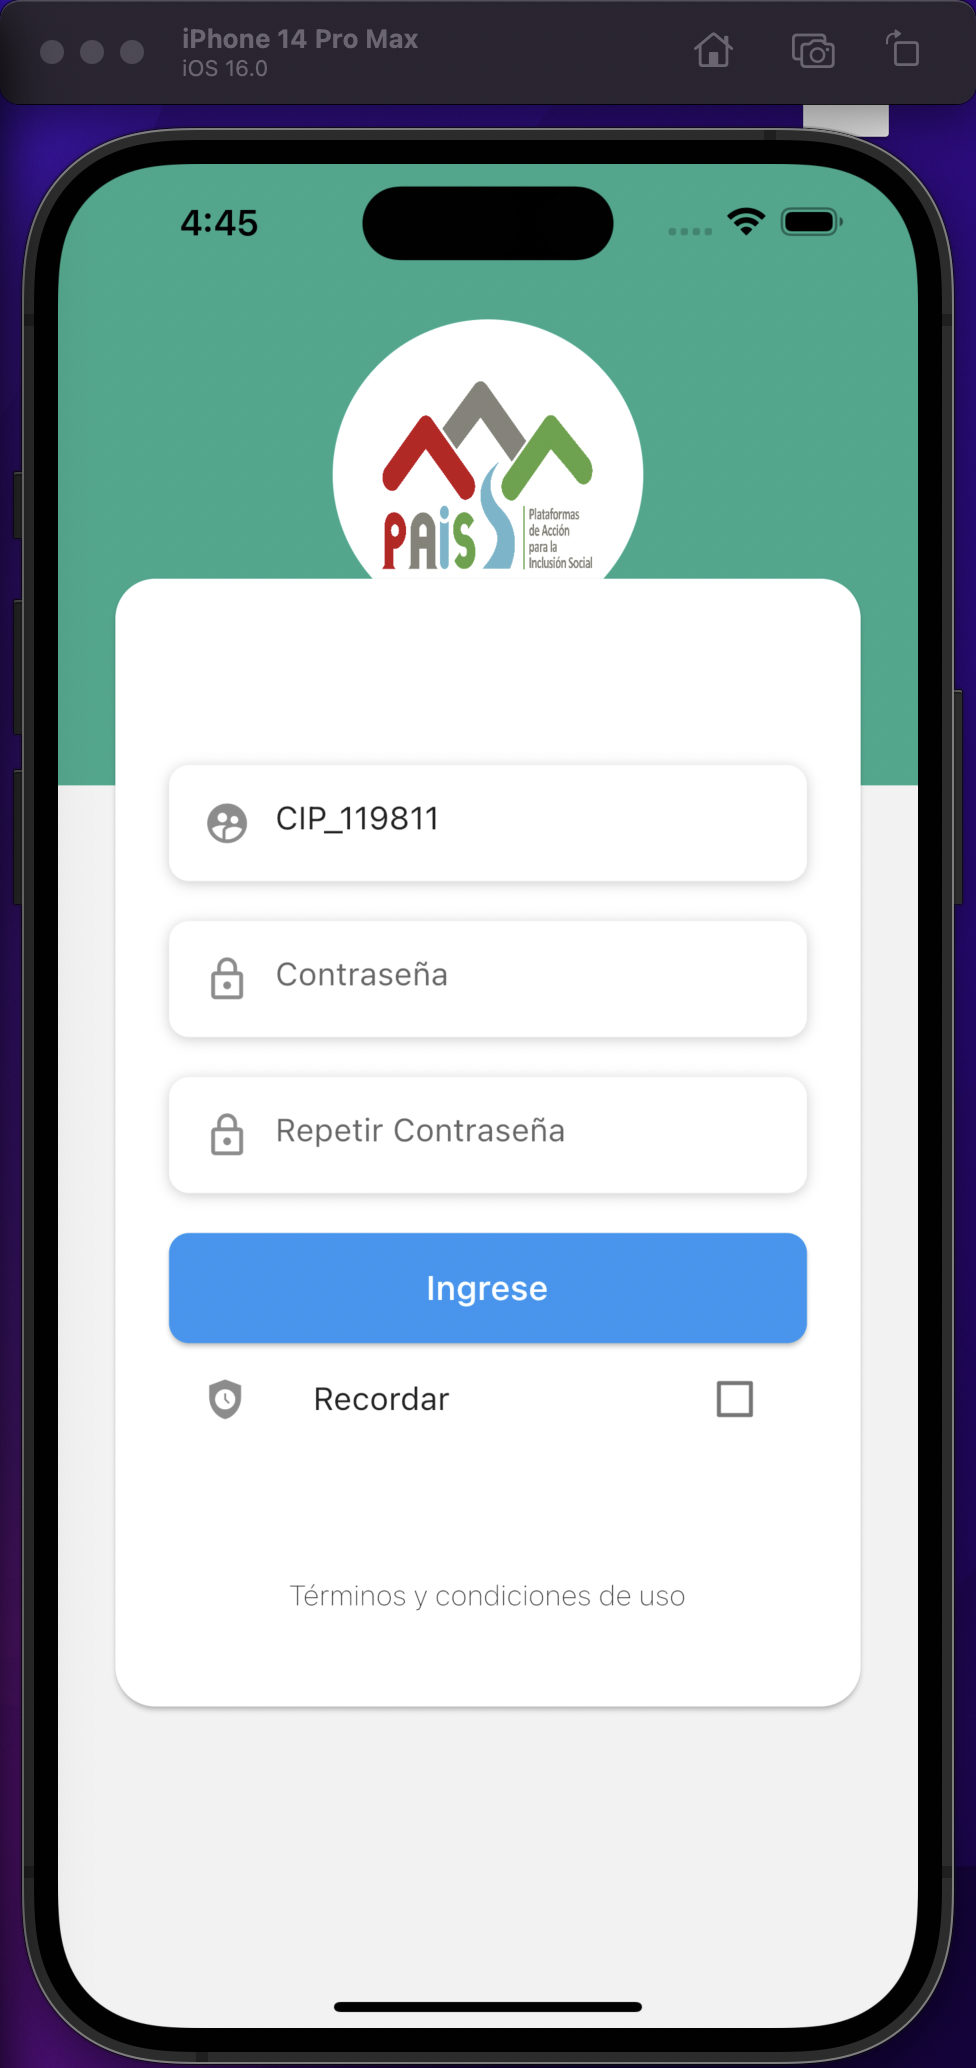 iPhone 14 Pro Max
iOS 16.0
4:45
PAiS
Plataformas
de Acción
para la
Inclusión Social
CIP_119811
Contraseña
Repetir Contraseña
Ingrese
Recordar
Términos y condiciones de uso